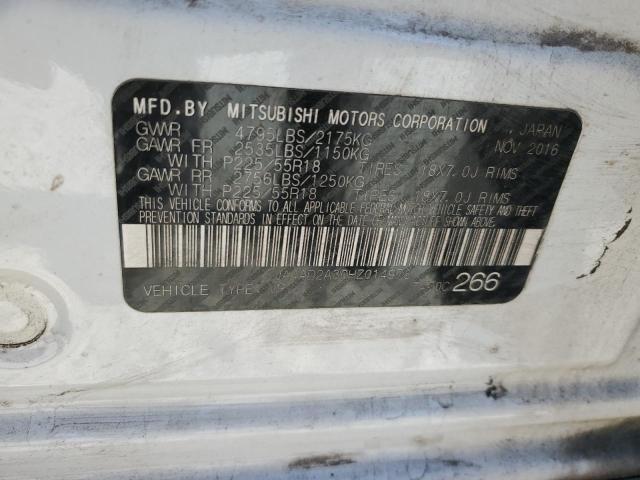 MFD.BY MITSUBISHI MOTORS CORPORATION , JAPAN
GVWR 4795LBS/2175KG NOV 2016
GAWR FR 2535LBS/1150KG
WITH P225/55R18 TIRES, 18X7.0J RIMS
GAWR RR 2756LBS/1250KG
WITH P225/55R18 TIRES, 18X7.0J RIMS
THIS VEHICLE CONFORMS TO ALL APPLICABLE FEDERAL MOTOR VEHICLE SAFETY AND THEFT
PREVENTION STANDARDS IN EFFECT ON THE DATE OF MANUFACTURE SHOWN ABOVE.
VEHICLE TYPE: 266